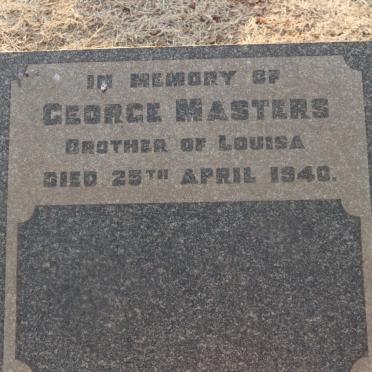 IN MEMORY OF
GEORGE MASTERS
BROTHER OF LOUISA
DIED 25TH APRIL 1940.